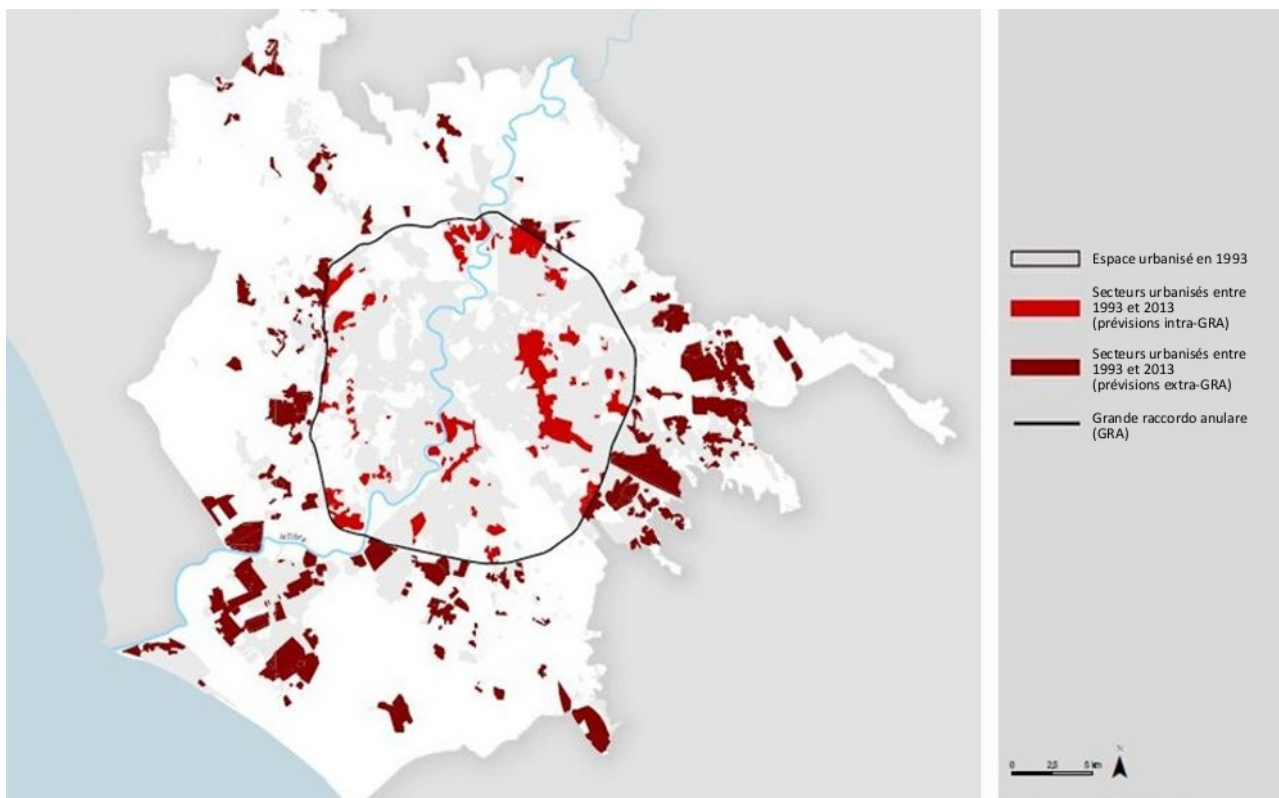 Espace urbanisé en 1993
Secteurs urbanisés entre
1993 et 2013
(prévisions intra-GRA)
Secteurs urbanisés entre
1993 et 2013
(prévisions extra-GRA)
Grande raccordo anulare
(GRA)
N
0 2,5 5 km